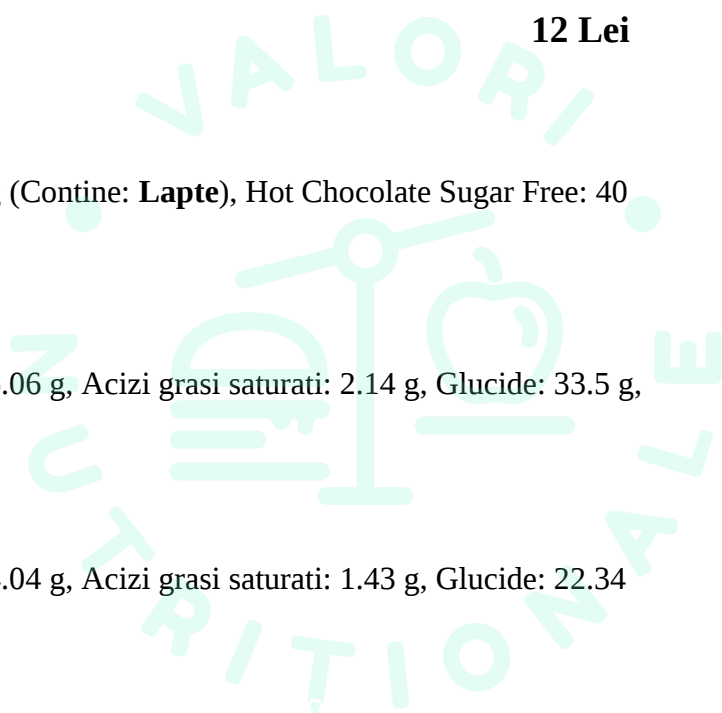 12 Lei
(Contine: Lapte), Hot Chocolate Sugar Free: 40
.06 g, Acizi grasi saturati: 2.14 g, Glucide: 33.5 g,
.04 g, Acizi grasi saturati: 1.43 g, Glucide: 22.34
VALORI
NUTRIȚIONALE